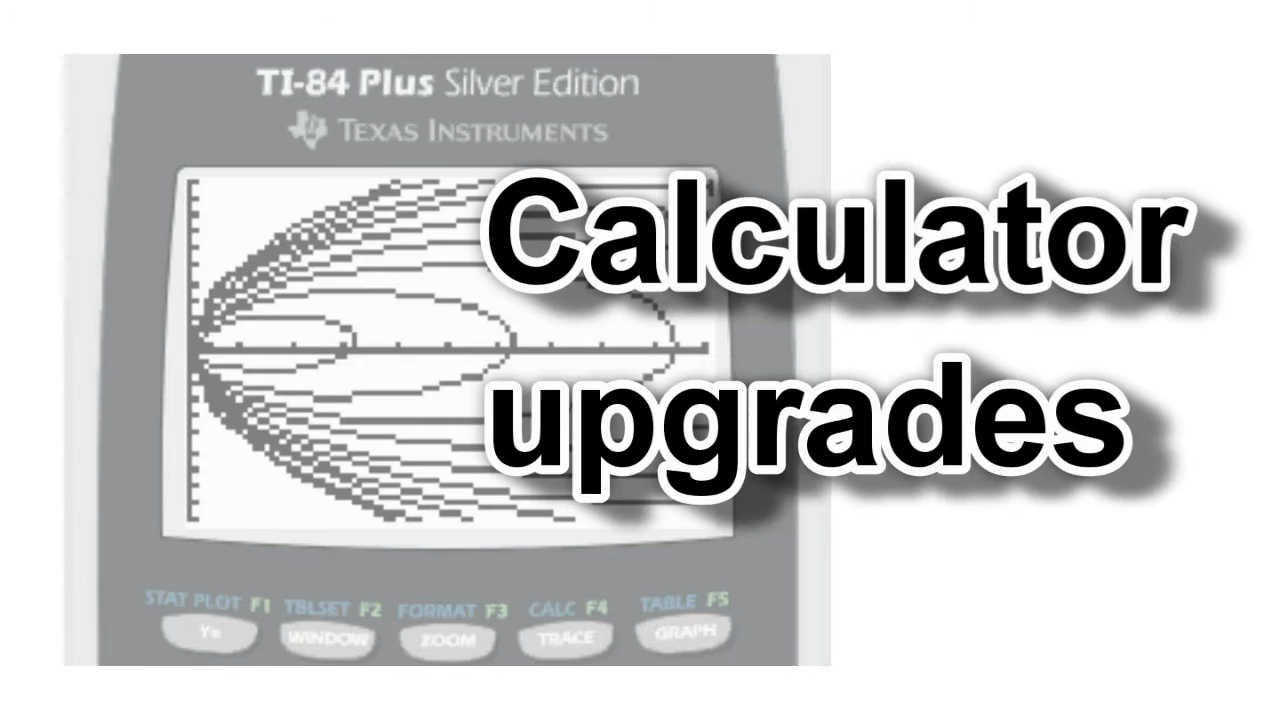 TI-84 Plus Silver Edition
TEXAS INSTRUMENTS
Calculator
upgrades
STAT PLOT F1 TBLSET F2 FORMAT F3 CALC F4 TABLE F5
Y= WINDOW ZOOM TRACE GRAPH